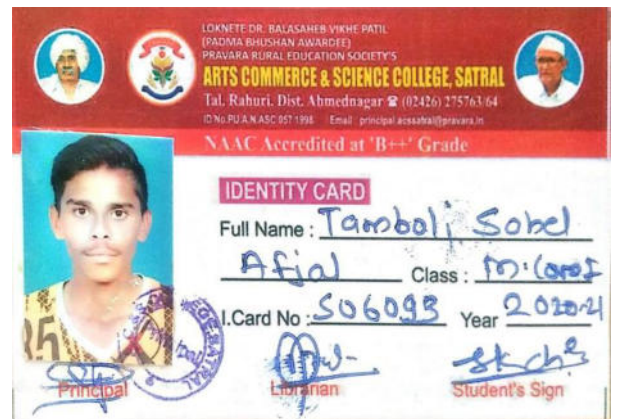 LOKNETE DR. BALASAHEB VIKHE PATIL
(PADMA BHUSHAN AWARDEE)
PRAVARA RURAL EDUCATION SOCIETY'S
ARTS COMMERCE & SCIENCE COLLEGE, SATRAL
Tal. Rahuri. Dist. Ahmednagar ☎ (02426) 275763/64
ID No.PU A.N.ASC 057 1998 Email : principal.acssatral@pravara.in
NAAC Accredited at 'B++' Grade
IDENTITY CARD
Full Name : Tamboli Sohel
Afjal Class :
I.Card No : S06093 Year 2020-21
Principal Librarian Student's Sign